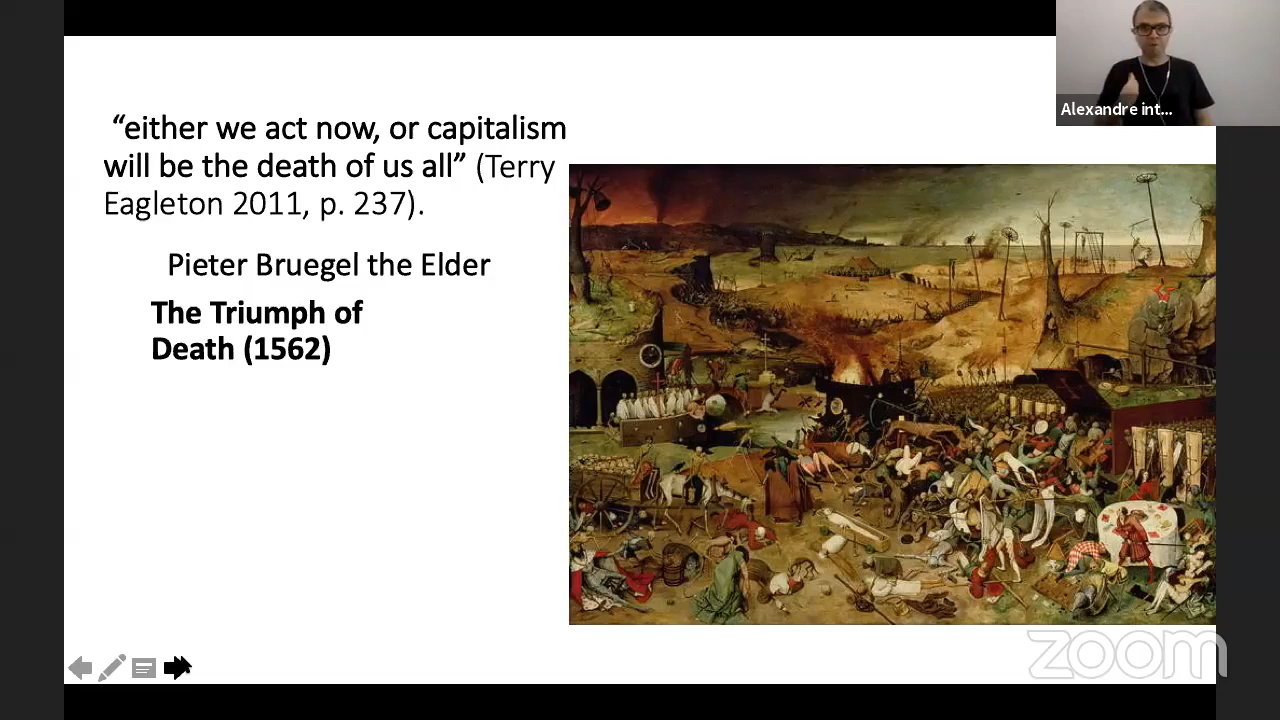 “either we act now, or capitalism
will be the death of us all” (Terry
Eagleton 2011, p. 237).
Pieter Bruegel the Elder
The Triumph of
Death (1562)
Alexandre int...
zoom